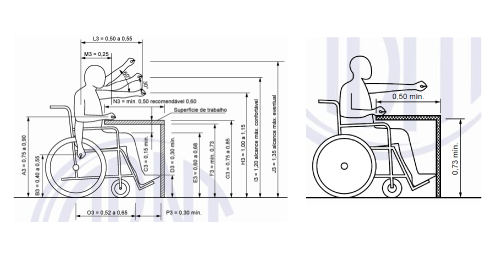 L3 = 0,50 a 0,55
M3 = 0,25
N3 = min 0,50 recomendável 0,60
Superfície de trabalho
A3 = 0,75 a 0,90
B3 = 0,40 a 0,55
C3 = 0,15 min.
D3 = 0,30 min.
E3 = 0,60 a 0,68
F3 = min. 0,73
G3 = 0,75 a 0,85
H3 = 1,00 a 1,15
I3 = 1,20 alcance máx. confortável
J3 = 1,35 alcance máx. eventual
O3 = 0,52 a 0,65
P3 = 0.30 min.
0.50 min.
0,73 min.